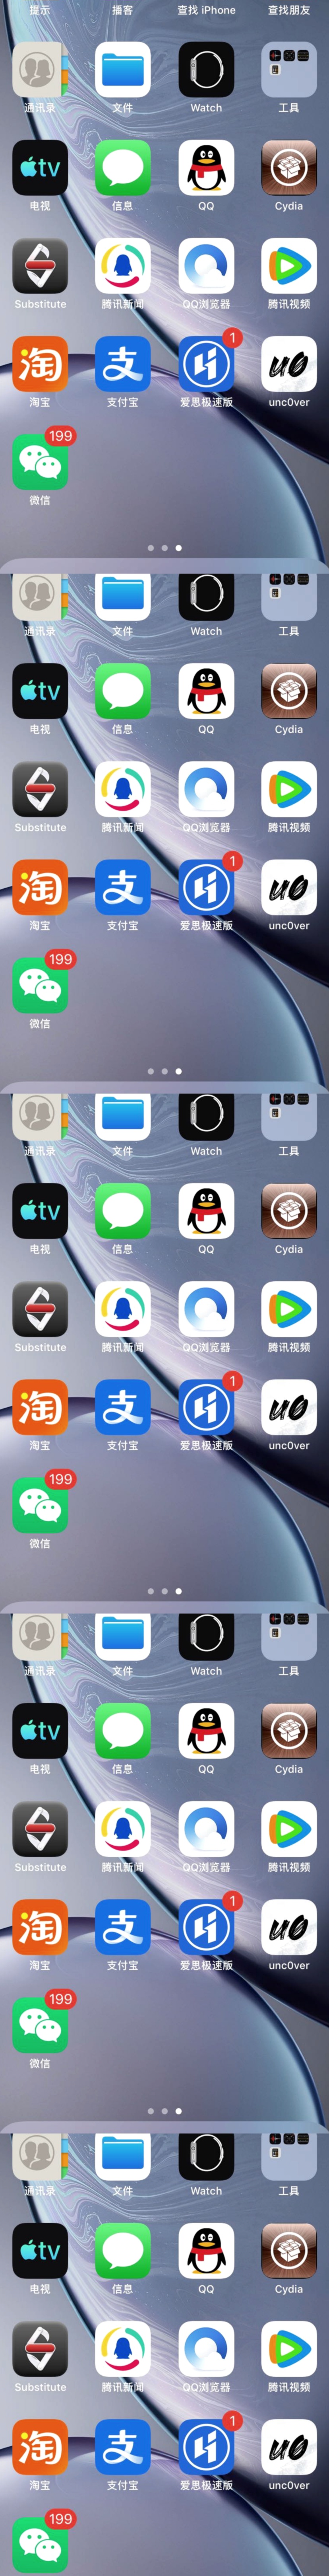 提示 播客 查找 iPhone 查找朋友
通讯录 文件 Watch 工具
tv
电视 信息 QQ Cydia
Substitute 腾讯新闻 QQ浏览器 腾讯视频
淘 支 1 u0
淘宝 支付宝 爱思极速版 unc0ver
199
微信
通讯录 文件 Watch 工具
tv
电视 信息 QQ Cydia
Substitute 腾讯新闻 QQ浏览器 腾讯视频
淘 支 1 u0
淘宝 支付宝 爱思极速版 unc0ver
199
微信
通讯录 文件 Watch 工具
tv
电视 信息 QQ Cydia
Substitute 腾讯新闻 QQ浏览器 腾讯视频
淘 支 1 u0
淘宝 支付宝 爱思极速版 unc0ver
199
微信
通讯录 文件 Watch 工具
tv
电视 信息 QQ Cydia
Substitute 腾讯新闻 QQ浏览器 腾讯视频
淘 支 1 u0
淘宝 支付宝 爱思极速版 unc0ver
199
微信
通讯录 文件 Watch 工具
tv
电视 信息 QQ Cydia
Substitute 腾讯新闻 QQ浏览器 腾讯视频
淘 支 1 u0
淘宝 支付宝 爱思极速版 unc0ver
199